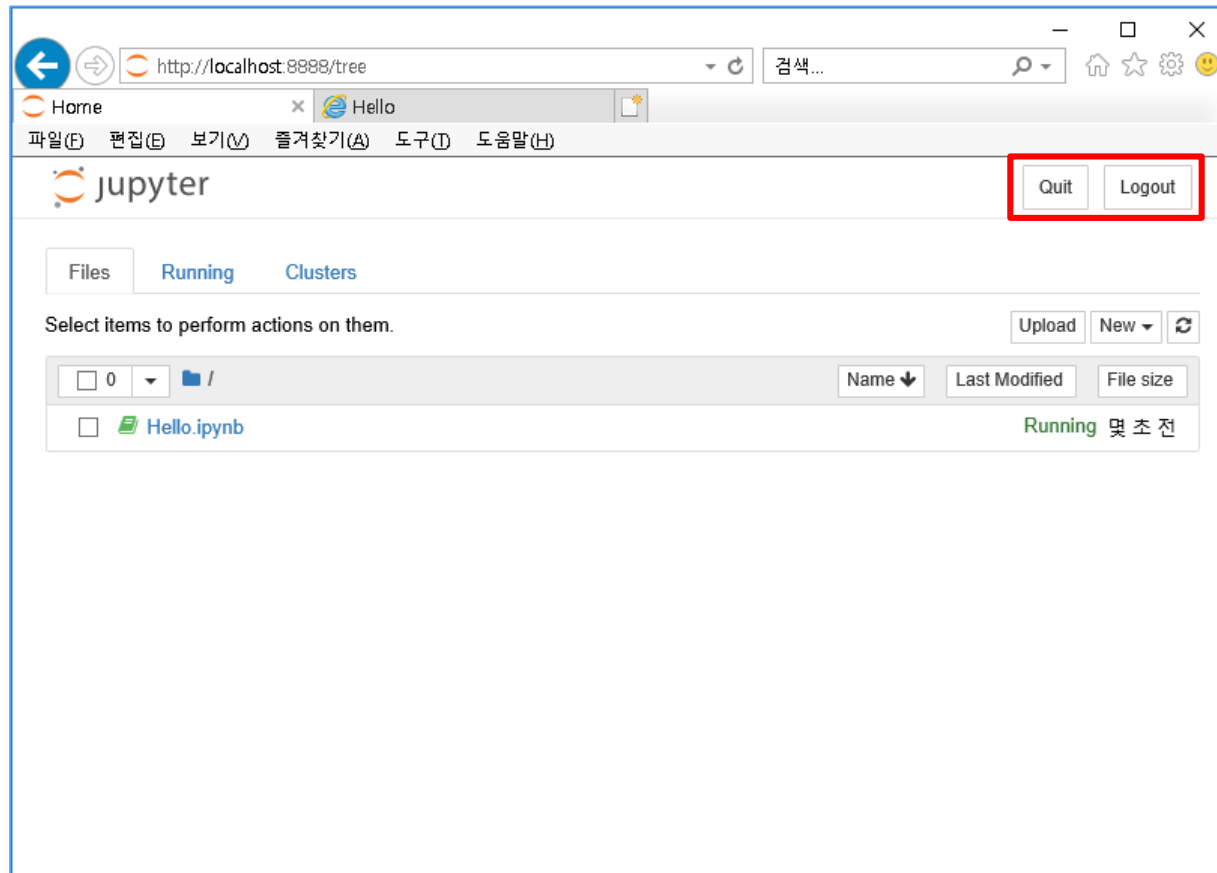 http://localhost:8888/tree 검색...
Home Hello
파일(F) 편집(E) 보기(V) 즐겨찾기(A) 도구(T) 도움말(H)
jupyter Quit Logout
Files Running Clusters
Select items to perform actions on them. Upload New
0 / Name Last Modified File size
Hello.ipynb Running 몇 초 전